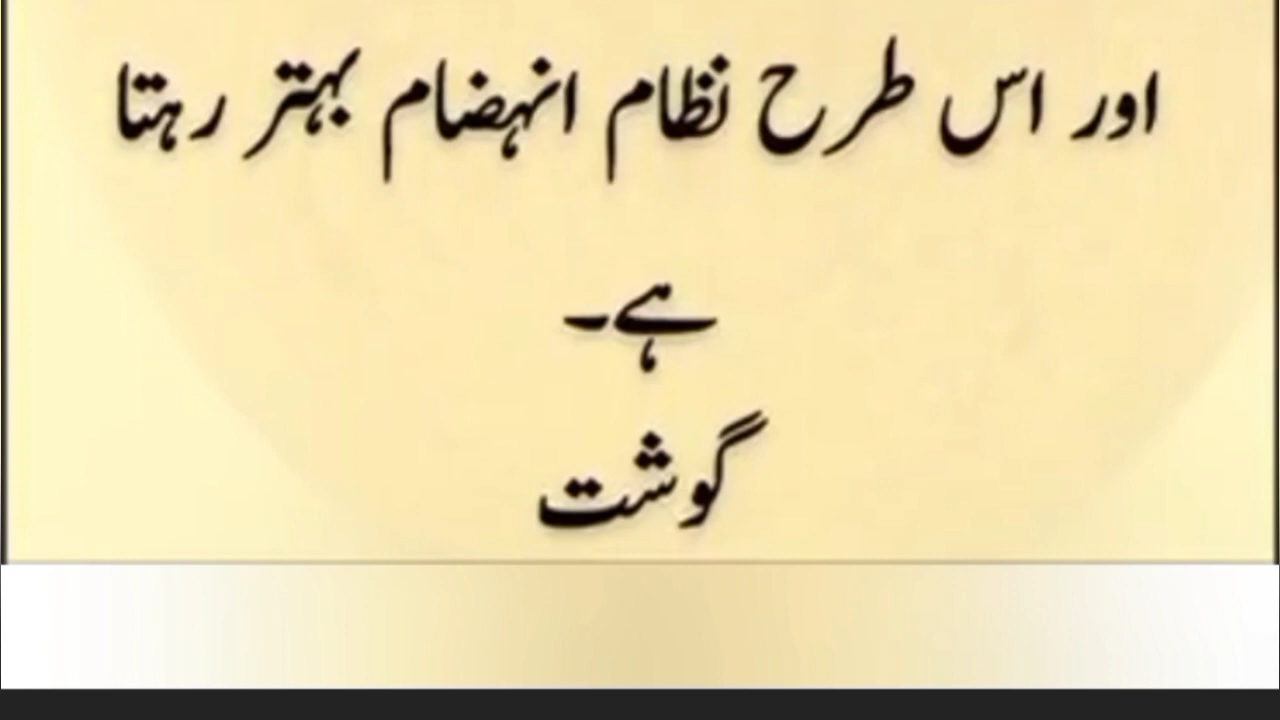 اور اس طرح نظام انہضام بہتر رہتا
ہے۔
گوشت